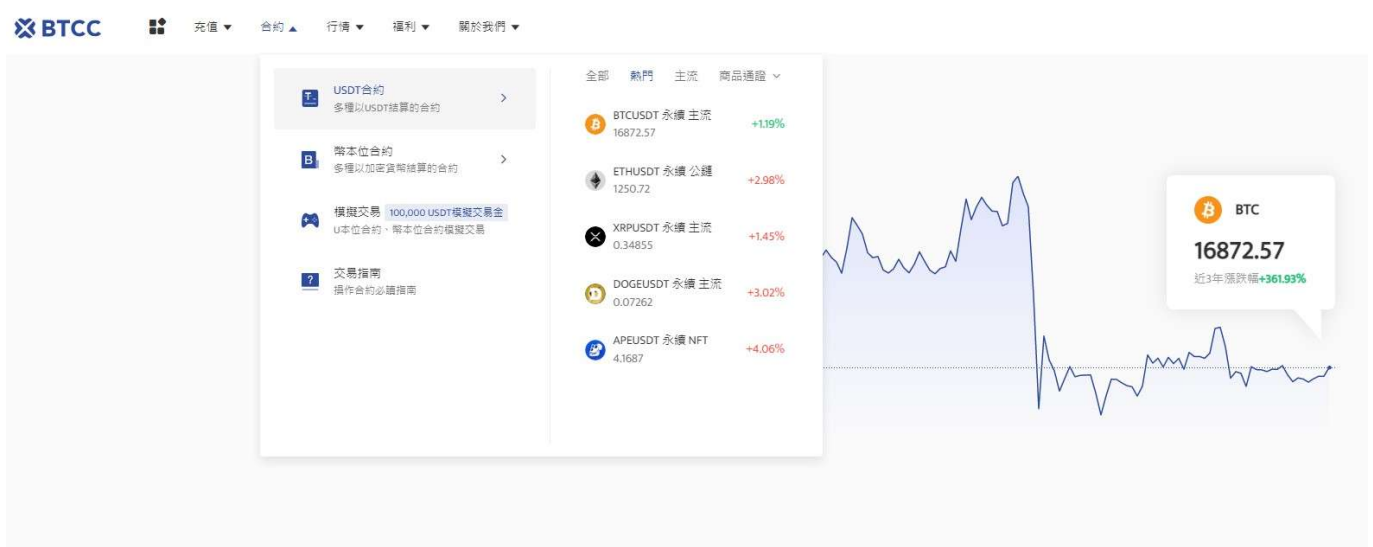 BTCC
充值
合約
行情
福利
關於我們
USDT合約
多種以USDT結算的合約
幣本位合約
多種以加密貨幣結算的合約
模擬交易 100,000 USDT模擬交易金
U本位合約、幣本位合約模擬交易
交易指南
操作合約必讀指南
全部 熱門 主流 商品通證
BTCUSDT 永續 主流
16872.57
+1.19%
ETHUSDT 永續 公鏈
1250.72
+2.98%
XRPUSDT 永續 主流
0.34855
+1.45%
DOGEUSDT 永續 主流
0.07262
+3.02%
APEUSDT 永續 NFT
4.1687
+4.06%
BTC
16872.57
近3年漲跌幅+361.93%